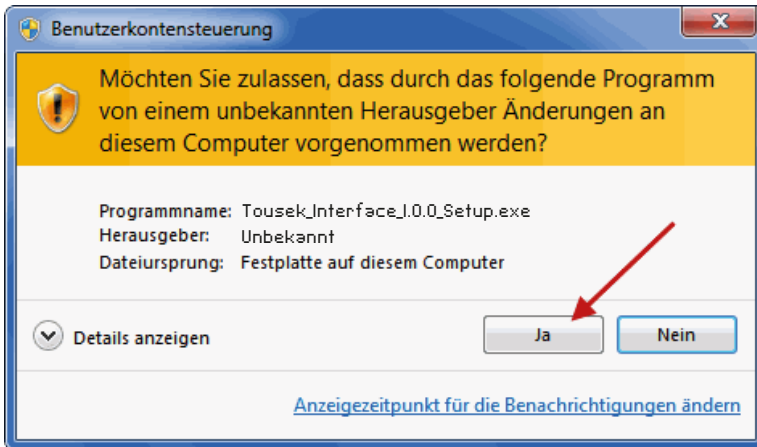 Benutzerkontensteuerung
Möchten Sie zulassen, dass durch das folgende Programm
von einem unbekannten Herausgeber Änderungen an
diesem Computer vorgenommen werden?
Programmname: Tousek_Interface_1.0.0_Setup.exe
Herausgeber: Unbekannt
Dateiursprung: Festplatte auf diesem Computer
Details anzeigen
Ja Nein
Anzeigezeitpunkt für die Benachrichtigungen ändern